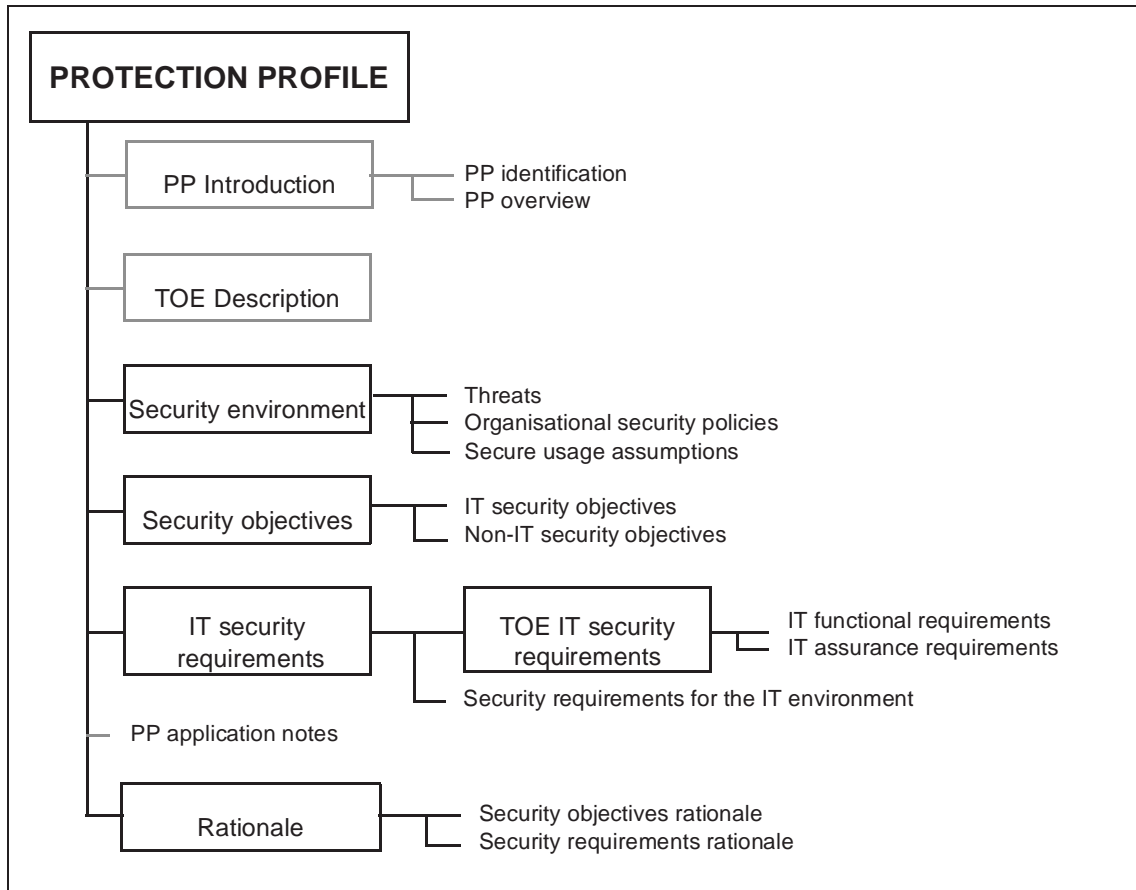 PROTECTION PROFILE
PP Introduction
PP identification
PP overview
TOE Description
Security environment
Threats
Organisational security policies
Secure usage assumptions
Security objectives
IT security objectives
Non-IT security objectives
IT security
requirements
TOE IT security
requirements
IT functional requirements
IT assurance requirements
Security requirements for the IT environment
PP application notes
Rationale
Security objectives rationale
Security requirements rationale